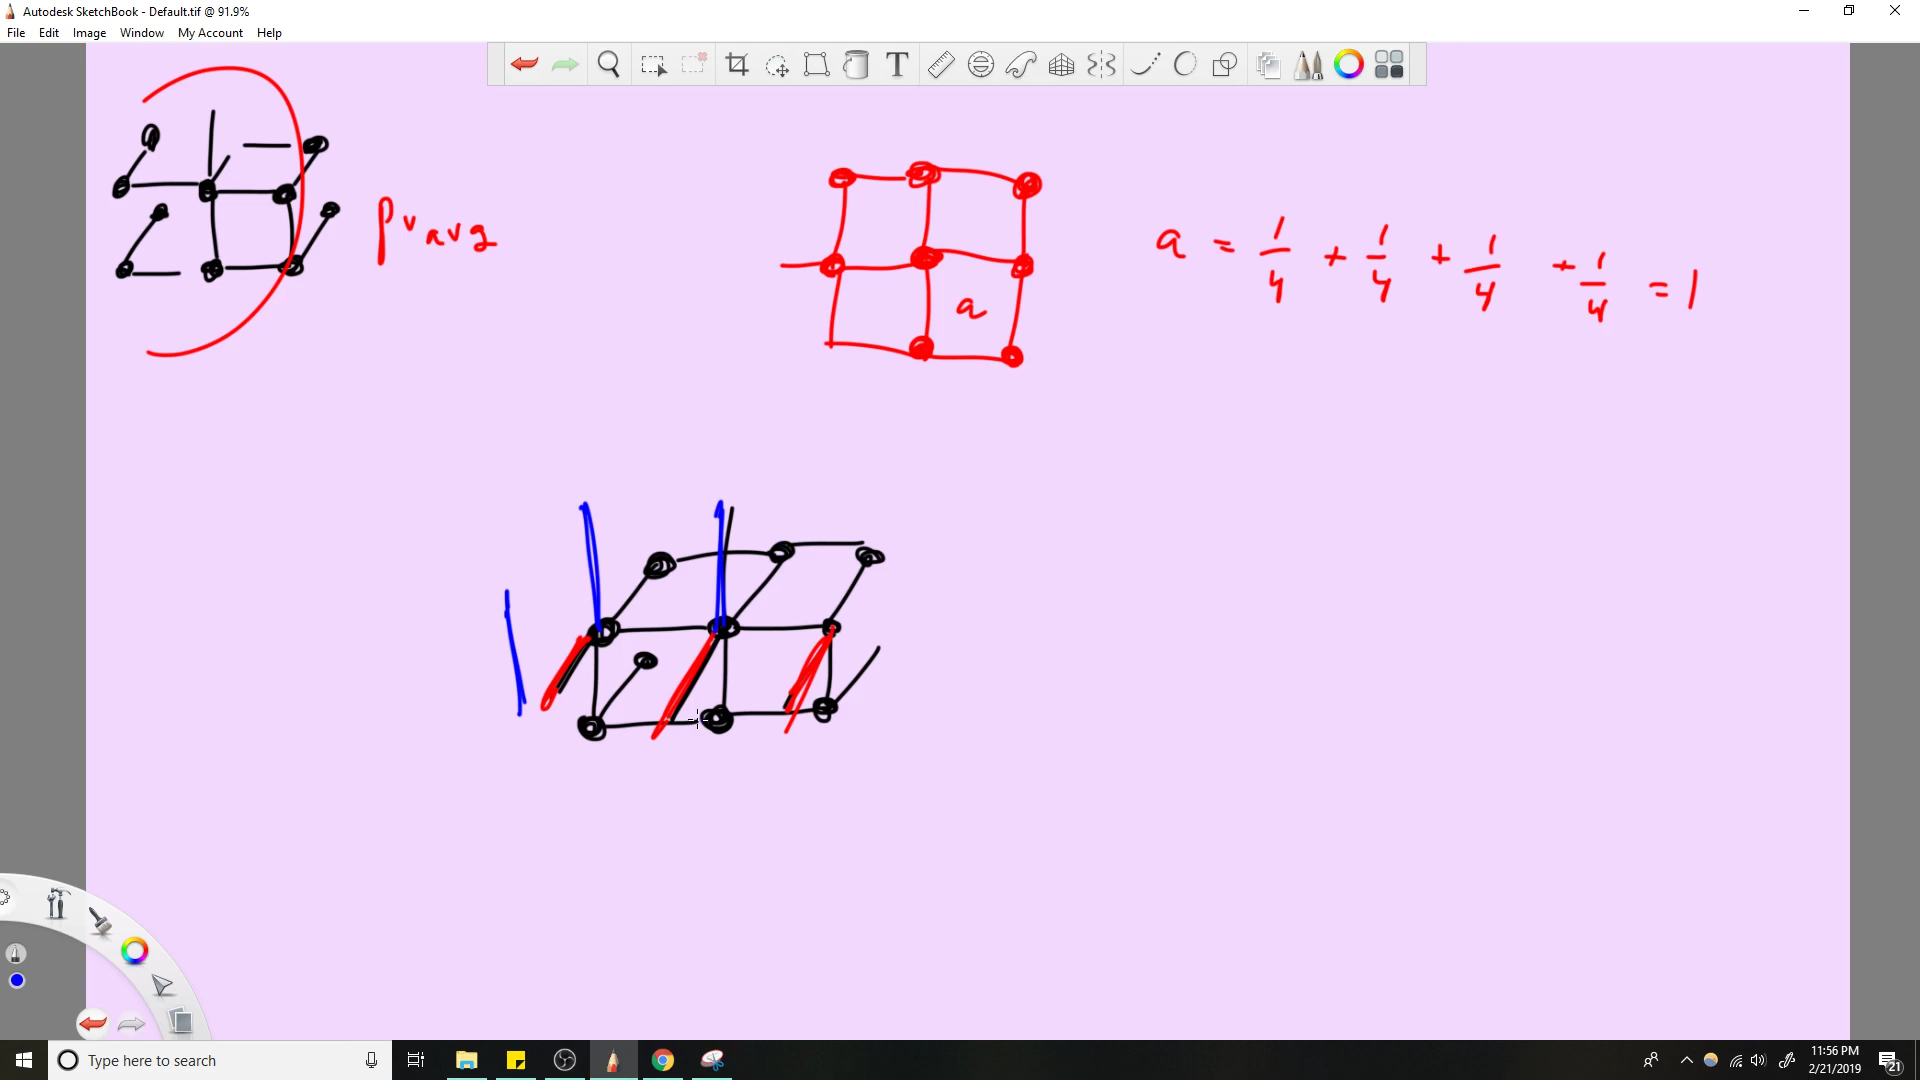 Autodesk SketchBook - Default.tif @ 91.9%
File Edit Image Window My Account Help
T
Pv avg
a
a = 1/4 + 1/4 + 1/4 + 1/4 = 1
Type here to search
11:56 PM
2/21/2019
21